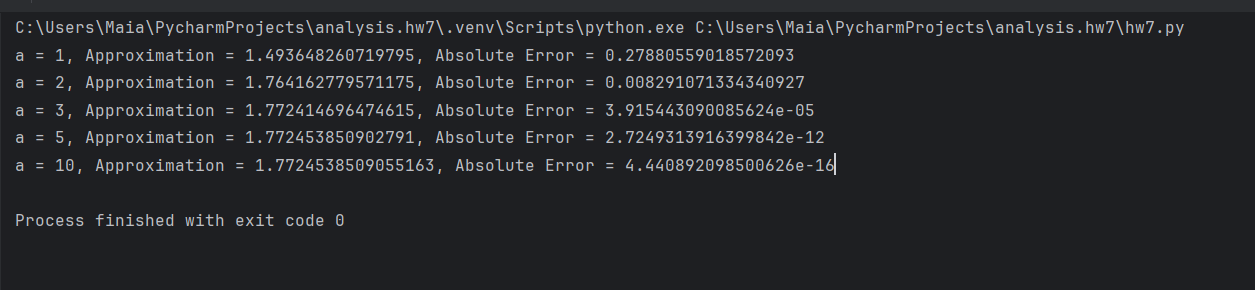 C:\Users\Maia\PycharmProjects\analysis.hw7\.venv\Scripts\python.exe C:\Users\Maia\PycharmProjects\analysis.hw7\hw7.py
a = 1, Approximation = 1.493648260719795, Absolute Error = 0.27880559018572093
a = 2, Approximation = 1.764162779571175, Absolute Error = 0.008291071334340927
a = 3, Approximation = 1.772414696474615, Absolute Error = 3.915443090085624e-05
a = 5, Approximation = 1.772453850902791, Absolute Error = 2.7249313916399842e-12
a = 10, Approximation = 1.7724538509055163, Absolute Error = 4.440892098500626e-16
Process finished with exit code 0